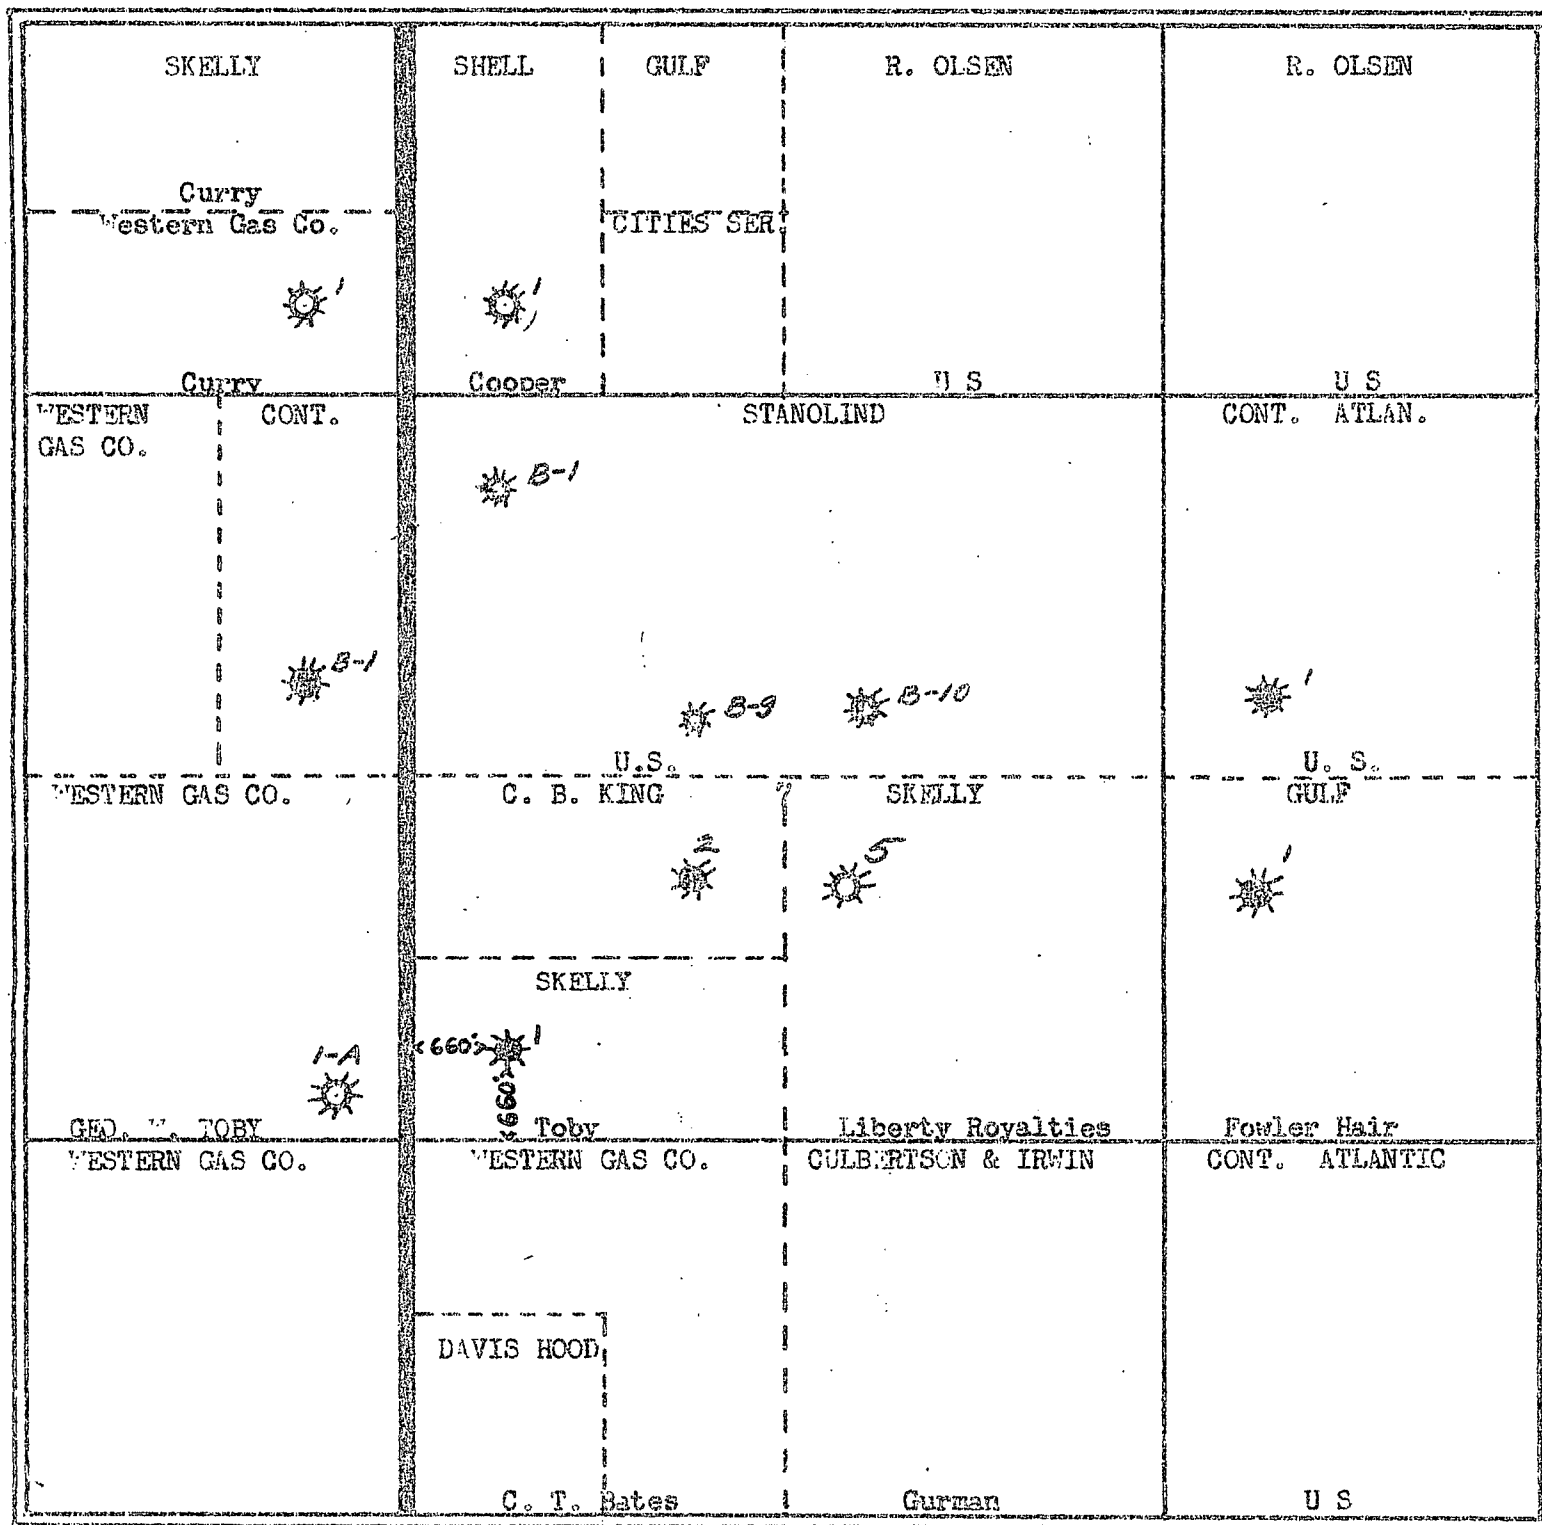 SKELLY
SHELL
GULF
R. OLSEN
R. OLSEN
Curry
Western Gas Co.
CITIES SER.
1
1
Curry
Cooper
U S
U S
WESTERN
GAS CO.
CONT.
STANOLIND
CONT. ATLAN.
B-1
B-1
B-9
B-10
1
U.S.
U. S.
WESTERN GAS CO.
C. B. KING
7
SKELLY
GULF
2
5
1
SKELLY
1-A
660'
1
660'
GEO. W. TOBY
Toby
Liberty Royalties
Fowler Hair
WESTERN GAS CO.
WESTERN GAS CO.
CULBERTSON & IRWIN
CONT. ATLANTIC
DAVIS HOOD
C. T. Bates
Gurman
U S